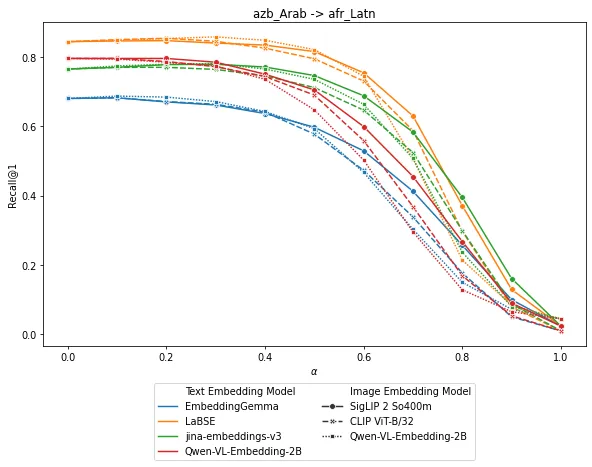 azb_Arab -> afr_Latn
Recall@1
0.8
0.6
0.4
0.2
0.0
0.0 0.2 0.4 0.6 0.8 1.0
α
Text Embedding Model
EmbeddingGemma
LaBSE
jina-embeddings-v3
Qwen-VL-Embedding-2B
Image Embedding Model
SigLIP 2 So400m
CLIP ViT-B/32
Qwen-VL-Embedding-2B